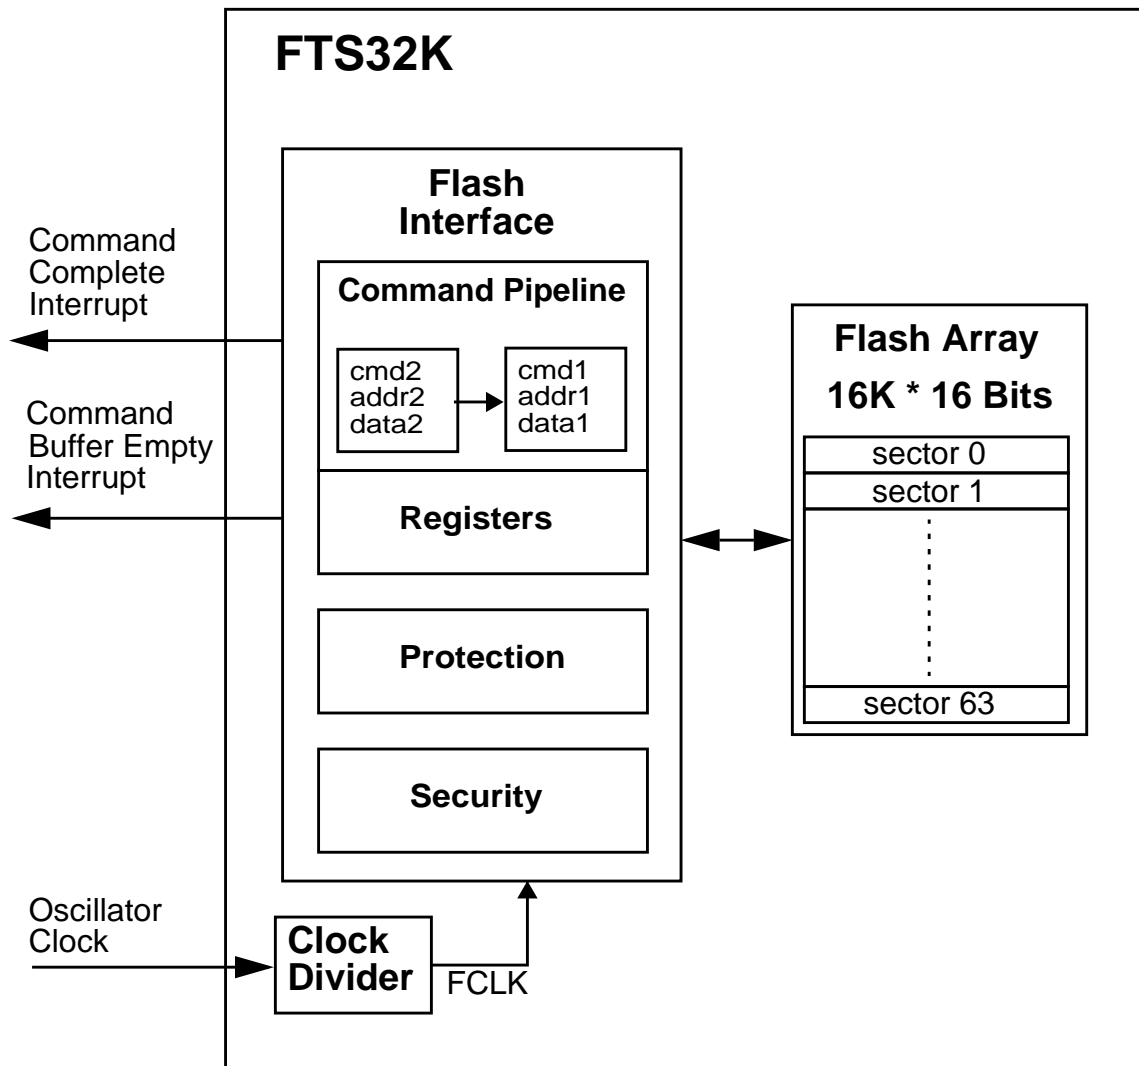 FTS32K
Flash
Interface
Command
Complete
Interrupt
Command Pipeline
cmd2
addr2
data2
cmd1
addr1
data1
Command
Buffer Empty
Interrupt
Registers
Protection
Security
Flash Array
16K * 16 Bits
sector 0
sector 1
sector 63
Oscillator
Clock
Clock
Divider
FCLK